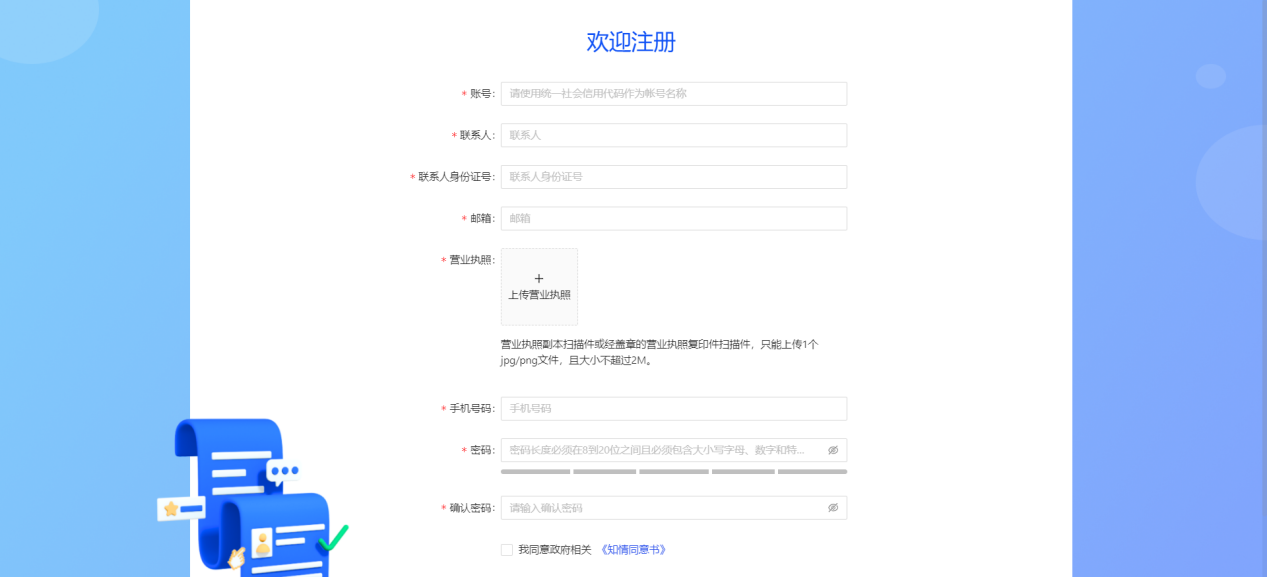 欢迎注册
* 账号： 请使用统一社会信用代码作为帐号名称
* 联系人： 联系人
* 联系人身份证号： 联系人身份证号
* 邮箱： 邮箱
* 营业执照：
+
上传营业执照
营业执照副本扫描件或经盖章的营业执照复印件扫描件，只能上传1个
jpg/png文件，且大小不超过2M。
* 手机号码： 手机号码
* 密码： 密码长度必须在8到20位之间且必须包含大小写字母、数字和特...
* 确认密码： 请输入确认密码
我同意政府相关 《知情同意书》